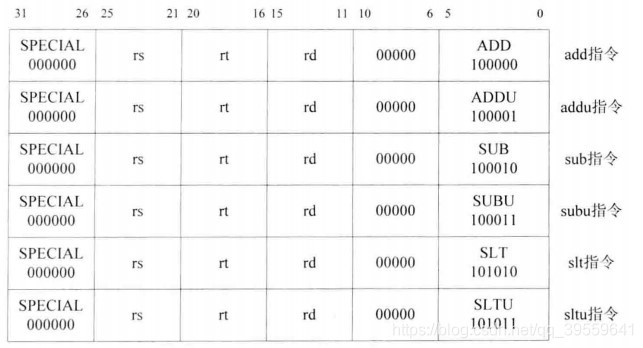 31 26 25 21 20 16 15 11 10 6 5 0
SPECIAL
000000
rs
rt
rd
00000
ADD
100000
add指令
SPECIAL
000000
rs
rt
rd
00000
ADDU
100001
addu指令
SPECIAL
000000
rs
rt
rd
00000
SUB
100010
sub指令
SPECIAL
000000
rs
rt
rd
00000
SUBU
100011
subu指令
SPECIAL
000000
rs
rt
rd
00000
SLT
101010
slt指令
SPECIAL
000000
rs
rt
rd
00000
SLTU
101011
sltu指令
https://blog.csdn.net/qq_39559641